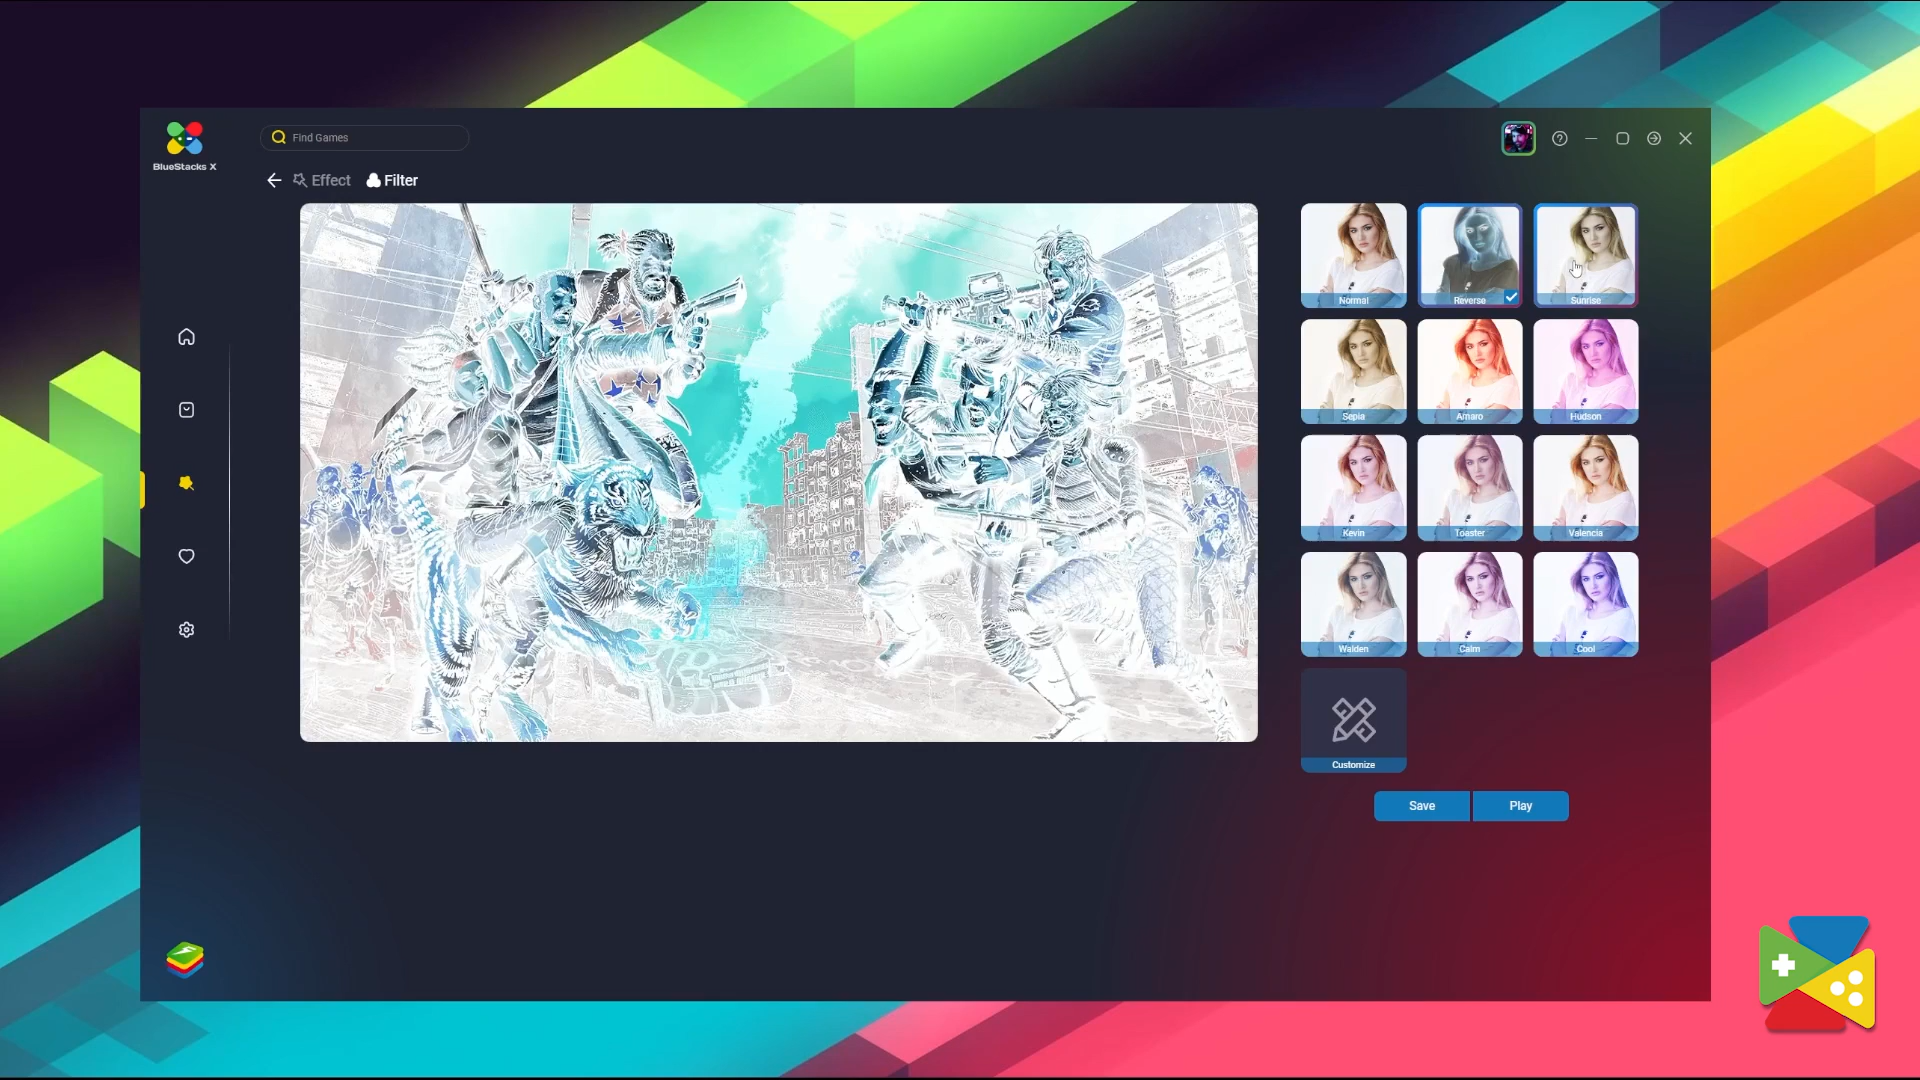 Find Games
BlueStacks X
Effect
Filter
Normal
Reverse
Sunrise
Sepia
Amaro
Hudson
Kevin
Toaster
Valencia
Walden
Calm
Cool
Customize
Save
Play